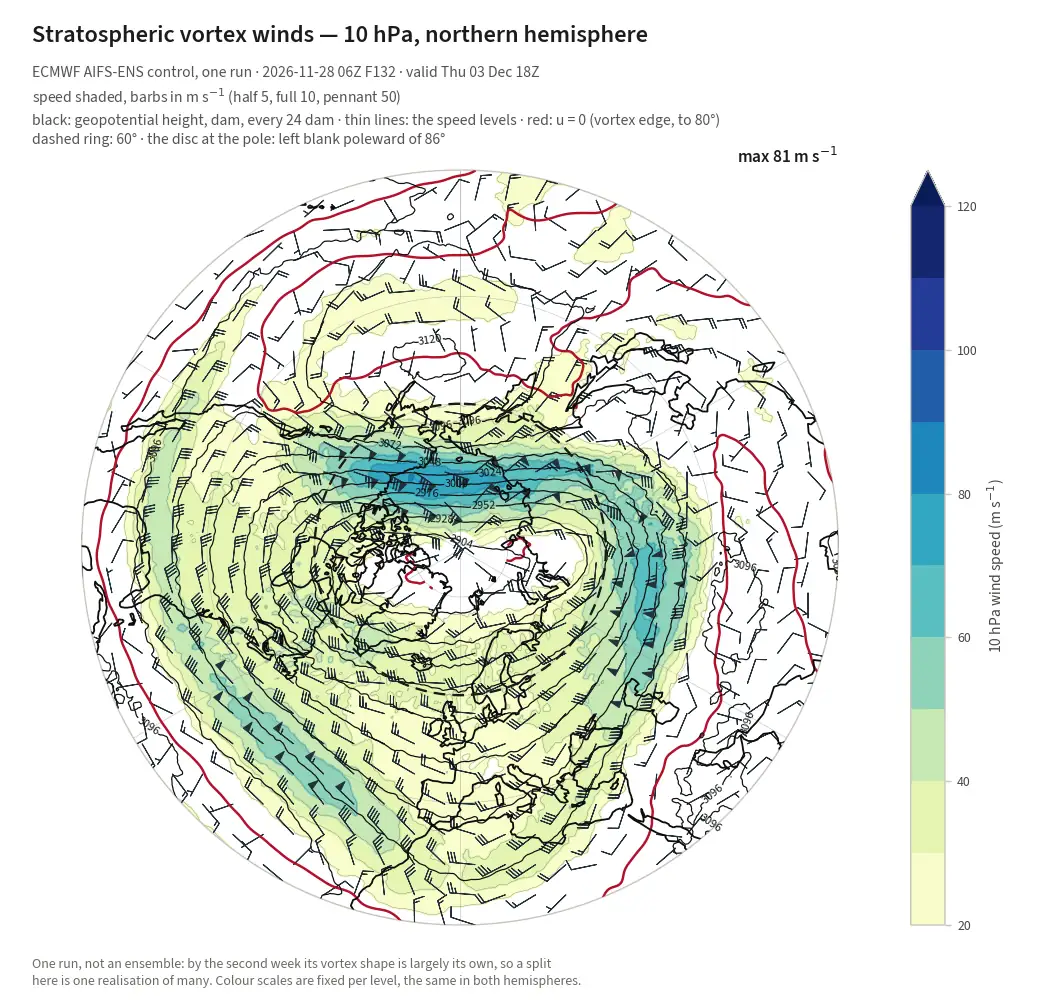 Stratospheric vortex winds — 10 hPa, northern hemisphere
ECMWF AIFS-ENS control, one run · 2026-11-28 06Z F132 · valid Thu 03 Dec 18Z
speed shaded, barbs in m s⁻¹ (half 5, full 10, pennant 50)
black: geopotential height, dam, every 24 dam · thin lines: the speed levels · red: u = 0 (vortex edge, to 80°)
dashed ring: 60° · the disc at the pole: left blank poleward of 86°
max 81 m s⁻¹
120
100
80
60
40
20
10 hPa wind speed (m s⁻¹)
3120
3096
3072
3024
2976
2952
2928
2904
3096
3096
3096
3096
3096
3096
One run, not an ensemble: by the second week its vortex shape is largely its own, so a split
here is one realisation of many. Colour scales are fixed per level, the same in both hemispheres.